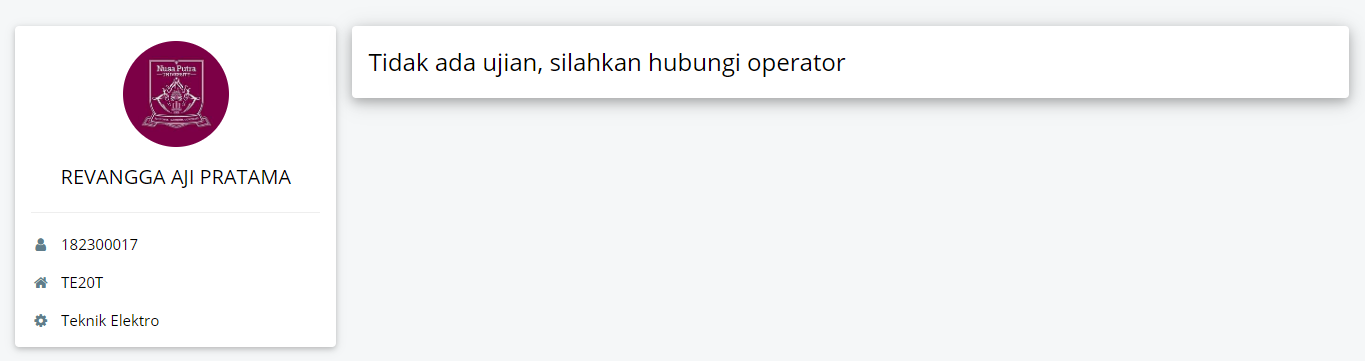 Nusa Putra
UNIVERSITY
REVANGGA AJI PRATAMA
182300017
TE20T
Teknik Elektro
Tidak ada ujian, silahkan hubungi operator